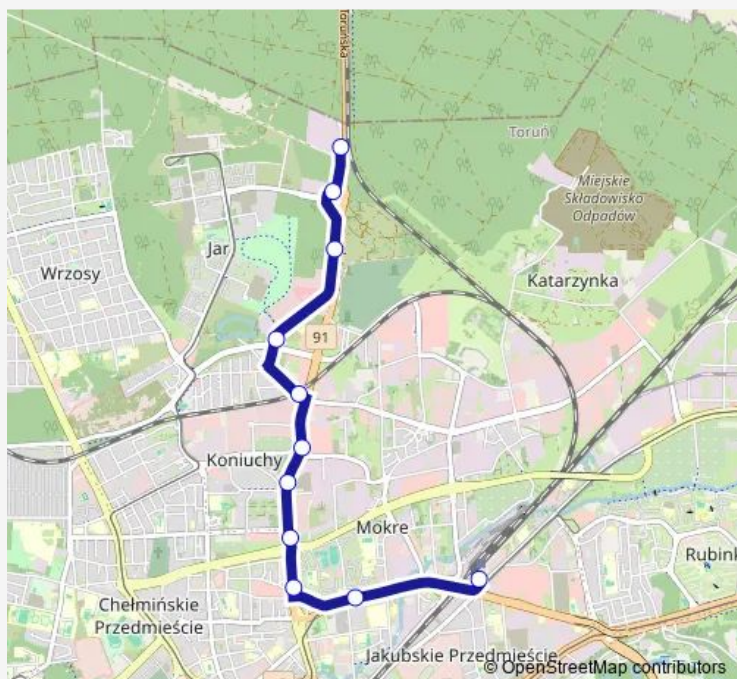 Toruńska
Toruń
Miejskie
Składowisko
Odpadów
Jar
Wrzosy
Katarzynka
91
Koniuchy
Mokre
Rubink
Chełmińskie
Przedmieście
Jakubskie Przedmieście
© OpenStreetMap contributors